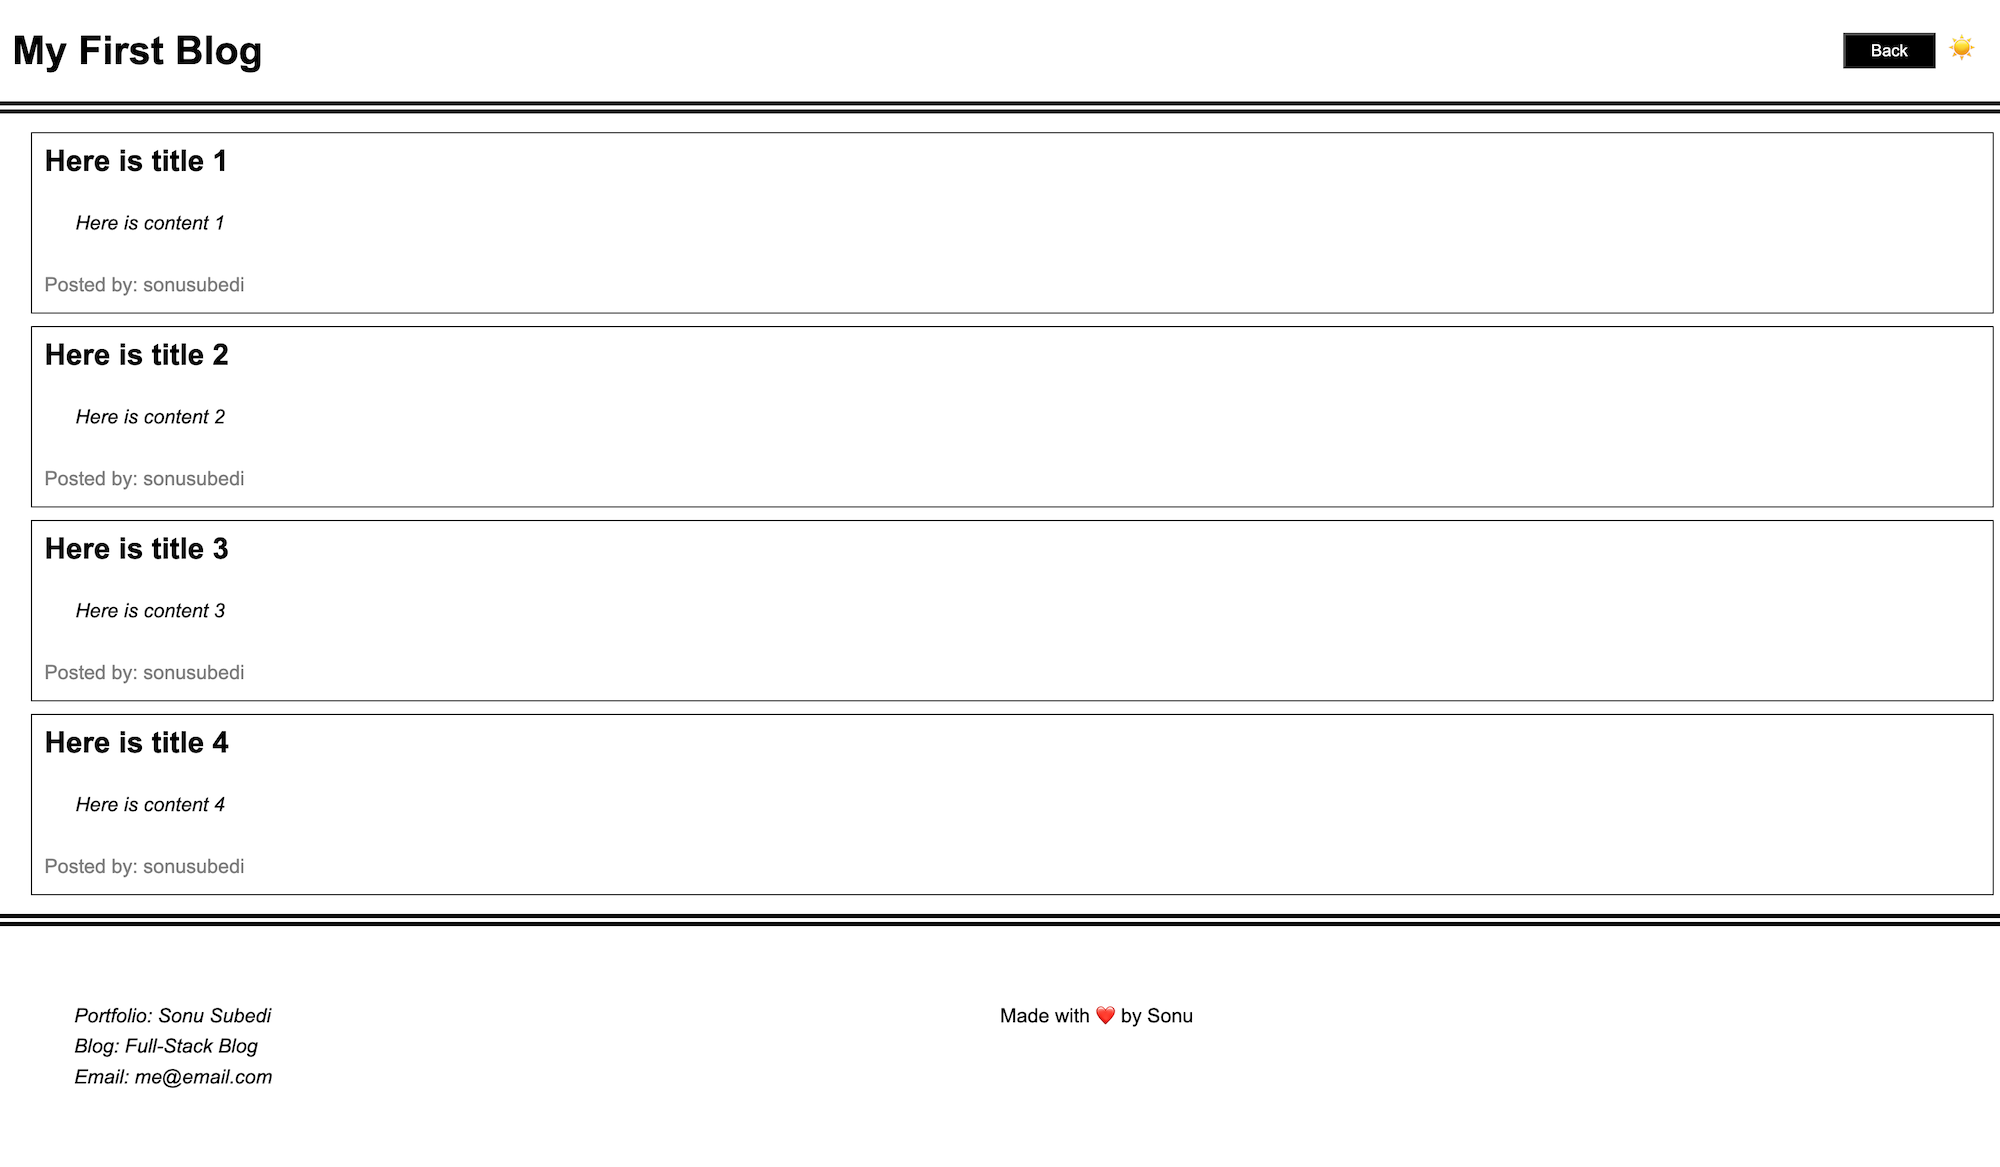 My First Blog
Back ☀️
Here is title 1
Here is content 1
Posted by: sonusubedi
Here is title 2
Here is content 2
Posted by: sonusubedi
Here is title 3
Here is content 3
Posted by: sonusubedi
Here is title 4
Here is content 4
Posted by: sonusubedi
Portfolio: Sonu Subedi
Blog: Full-Stack Blog
Email: me@email.com
Made with ❤️ by Sonu